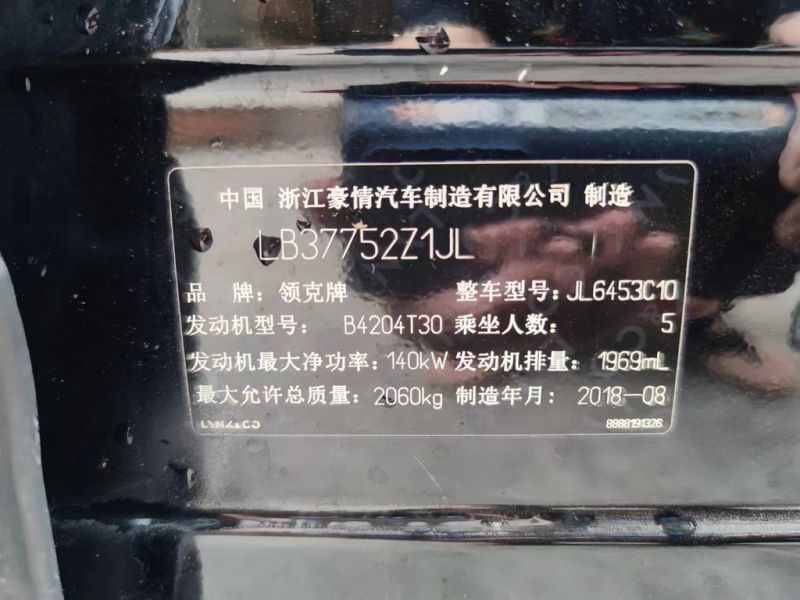 中国 浙江豪情汽车制造有限公司 制造
LB37752Z1JL
品 牌：领克牌 整车型号：JL6453C10
发动机型号： B4204T30 乘坐人数： 5
发动机最大净功率：140kW 发动机排量：1969mL
最大允许总质量：2060kg 制造年月： 2018-08
LYNK&CO 8888191326